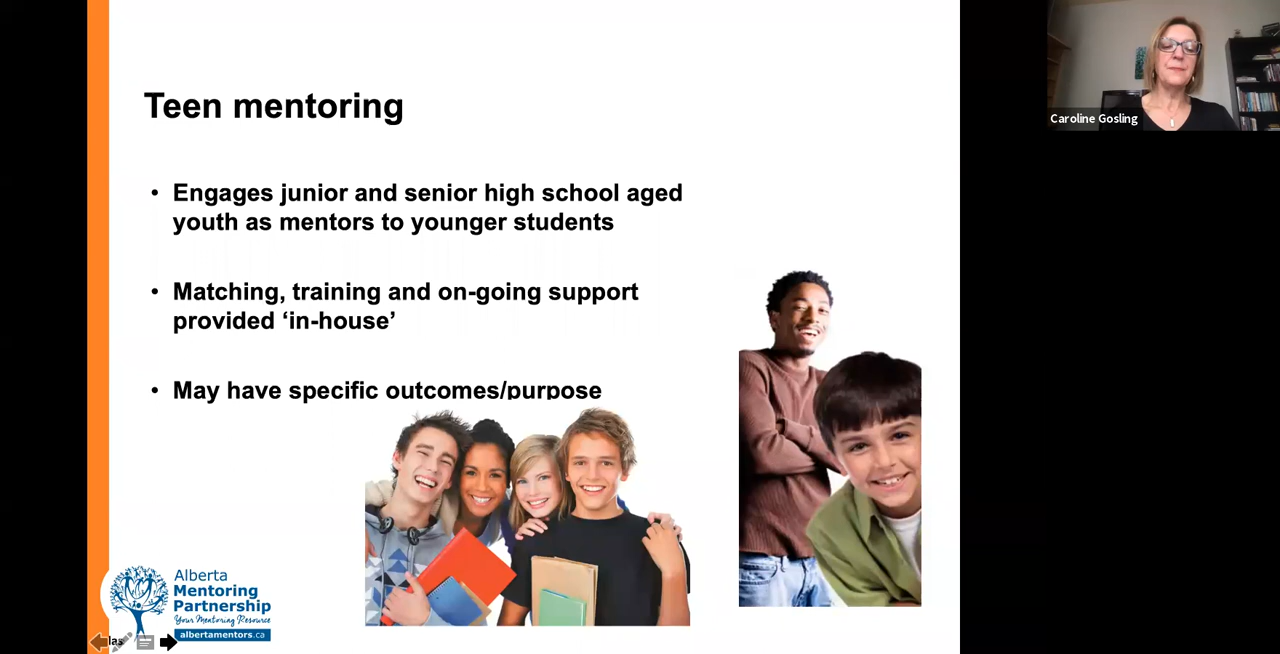 Teen mentoring
• Engages junior and senior high school aged
youth as mentors to younger students
• Matching, training and on-going support
provided ‘in-house’
• May have specific outcomes/purpose
Alberta
Mentoring
Partnership
Your Mentoring Resource
albertamentors.ca
Caroline Gosling